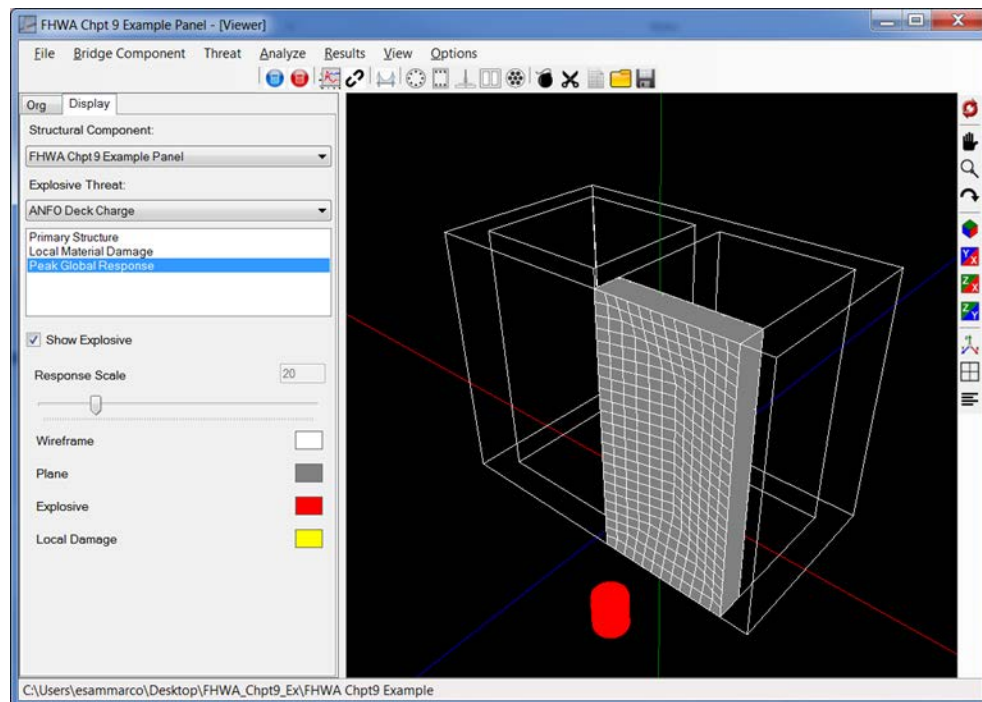 FHWA Chpt 9 Example Panel - [Viewer]
File Bridge Component Threat Analyze Results View Options
Org Display
Structural Component:
FHWA Chpt 9 Example Panel
Explosive Threat:
ANFO Deck Charge
Primary Structure
Local Material Damage
Peak Global Response
Show Explosive
Response Scale 20
Wireframe
Plane
Explosive
Local Damage
Y X
Z X
Z Y
C:\Users\esammarco\Desktop\FHWA_Chpt9_Ex\FHWA Chpt9 Example